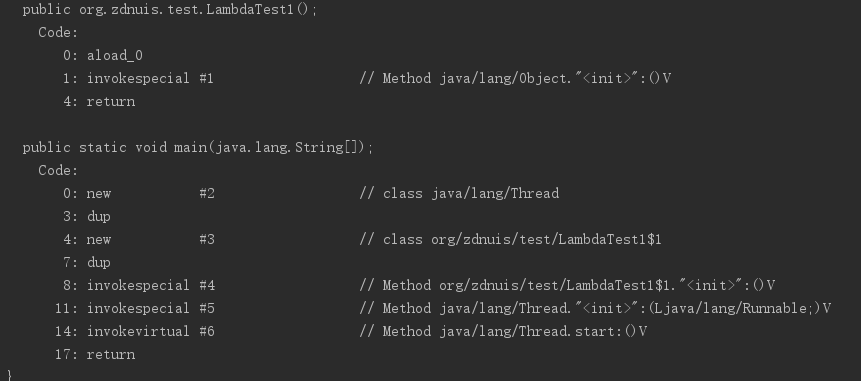 public org.zdnuis.test.LambdaTest1();
Code:
0: aload_0
1: invokespecial #1 // Method java/lang/Object."<init>":()V
4: return
public static void main(java.lang.String[]);
Code:
0: new #2 // class java/lang/Thread
3: dup
4: new #3 // class org/zdnuis/test/LambdaTest1$1
7: dup
8: invokespecial #4 // Method org/zdnuis/test/LambdaTest1$1."<init>":()V
11: invokespecial #5 // Method java/lang/Thread."<init>":(Ljava/lang/Runnable;)V
14: invokevirtual #6 // Method java/lang/Thread.start:()V
17: return
}